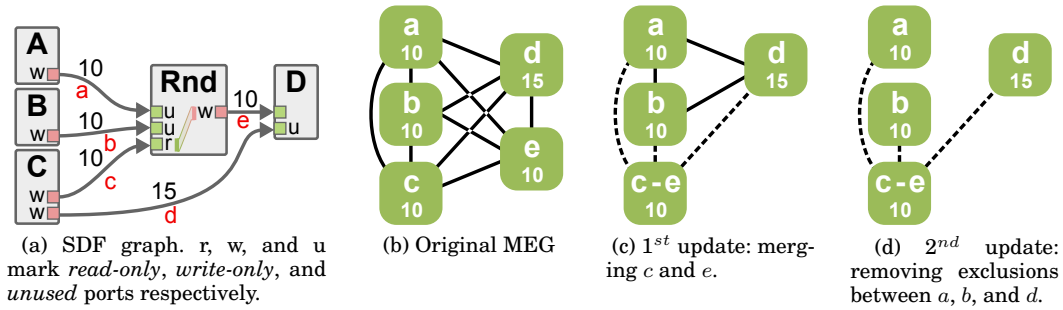 A
w
10
a
B
w
10
b
C
w
w
10
c
15
d
Rnd
u
u
r
w
10
e
D
u
a
10
b
10
c
10
d
15
e
10
a
10
b
10
c-e
10
d
15
a
10
b
10
c-e
10
d
15
(a) SDF graph. r, w, and u
mark read-only, write-only, and
unused ports respectively.
(b) Original MEG
(c) 1st update: merg-
ing c and e.
(d) 2nd update:
removing exclusions
between a, b, and d.